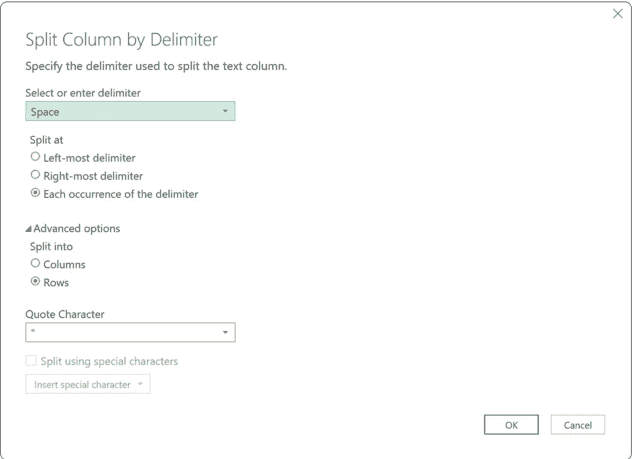 Split Column by Delimiter
Specify the delimiter used to split the text column.
Select or enter delimiter
Space
Split at
Left-most delimiter
Right-most delimiter
Each occurrence of the delimiter
Advanced options
Split into
Columns
Rows
Quote Character
"
Split using special characters
Insert special character
OK
Cancel